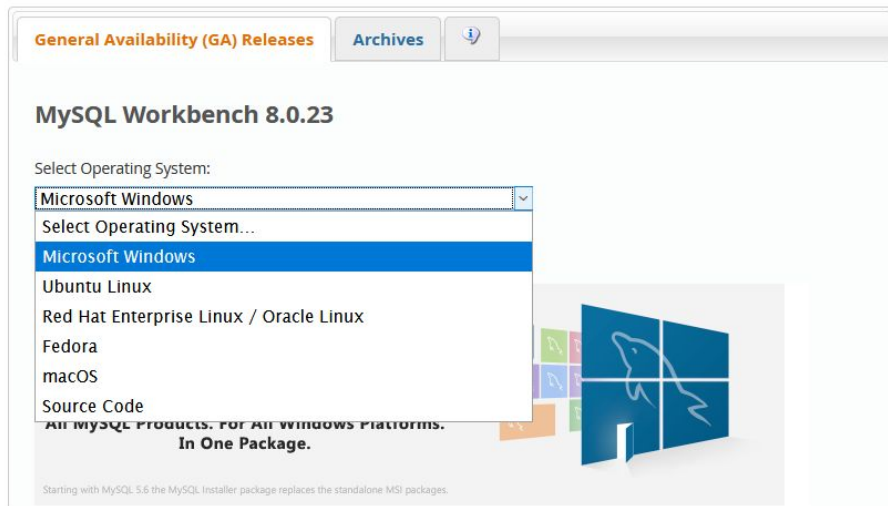 General Availability (GA) Releases
Archives
MySQL Workbench 8.0.23
Select Operating System:
Microsoft Windows
Select Operating System...
Microsoft Windows
Ubuntu Linux
Red Hat Enterprise Linux / Oracle Linux
Fedora
macOS
Source Code
All MySQL Products. For All Windows Platforms.
In One Package.
Starting with MySQL 5.6 the MySQL Installer package replaces the standalone MSI packages.